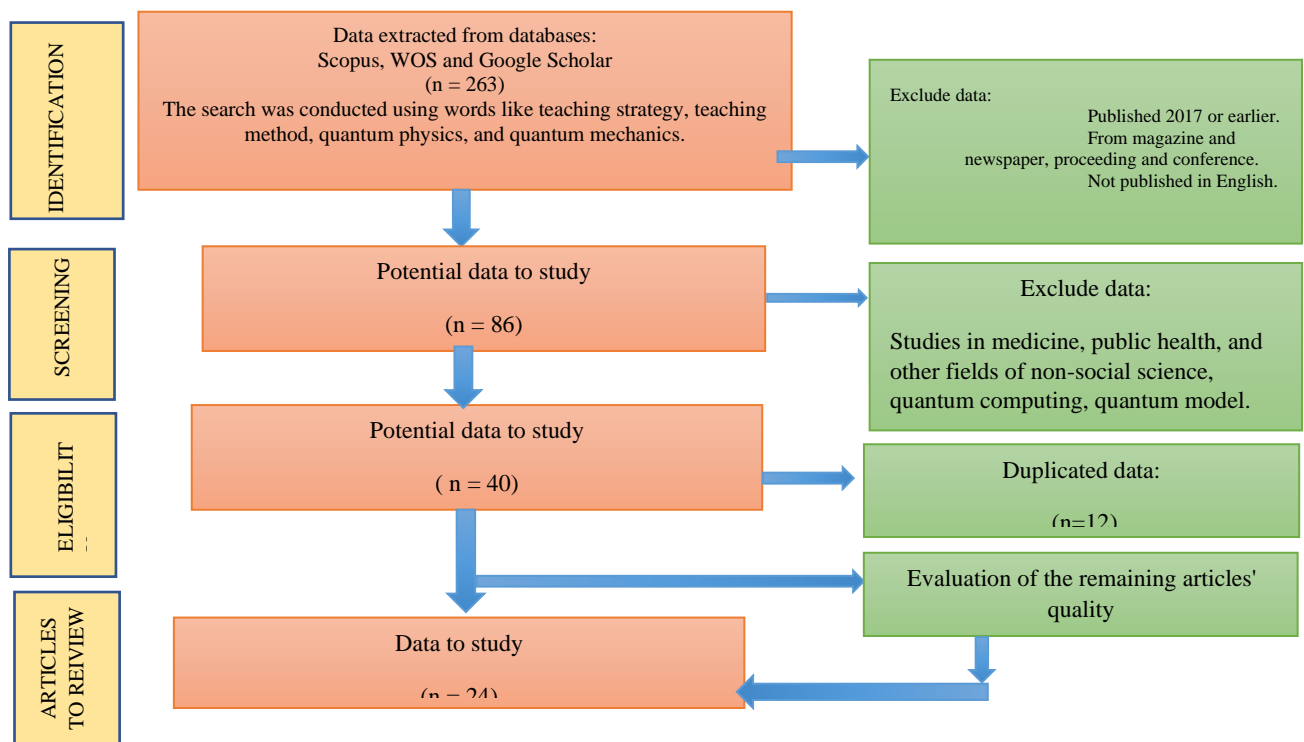 IDENTIFICATION
Data extracted from databases:
Scopus, WOS and Google Scholar
(n = 263)
The search was conducted using words like teaching strategy, teaching
method, quantum physics, and quantum mechanics.
Exclude data:
Published 2017 or earlier.
From magazine and
newspaper, proceeding and conference.
Not published in English.
SCREENING
Potential data to study
(n = 86)
Exclude data:
Studies in medicine, public health, and
other fields of non-social science,
quantum computing, quantum model.
ELIGIBILIT
Potential data to study
( n = 40)
Duplicated data:
(n=12)
Evaluation of the remaining articles'
quality
ARTICLES
TO REIVIEW
Data to study
(n = 24)